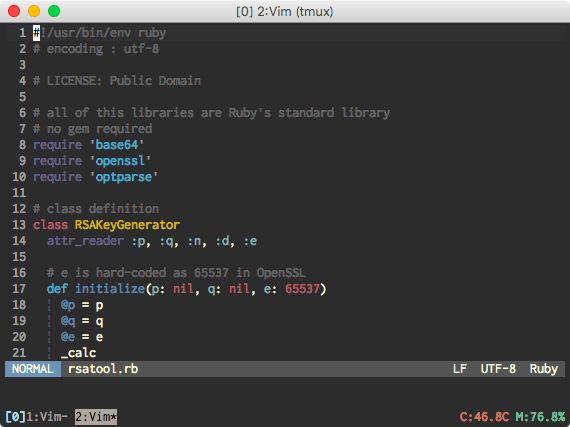 [0] 2:Vim (tmux)
1 #!/usr/bin/env ruby
2 # encoding : utf-8
3
4 # LICENSE: Public Domain
5
6 # all of this libraries are Ruby's standard library
7 # no gem required
8 require 'base64'
9 require 'openssl'
10 require 'optparse'
11
12 # class definition
13 class RSAKeyGenerator
14   attr_reader :p, :q, :n, :d, :e
15
16   # e is hard-coded as 65537 in OpenSSL
17   def initialize(p: nil, q: nil, e: 65537)
18   ¦ @p = p
19   ¦ @q = q
20   ¦ @e = e
21   ¦ _calc
NORMAL rsatool.rb LF UTF-8 Ruby
[0]1:Vim- 2:Vim* C:46.8C M:76.8%